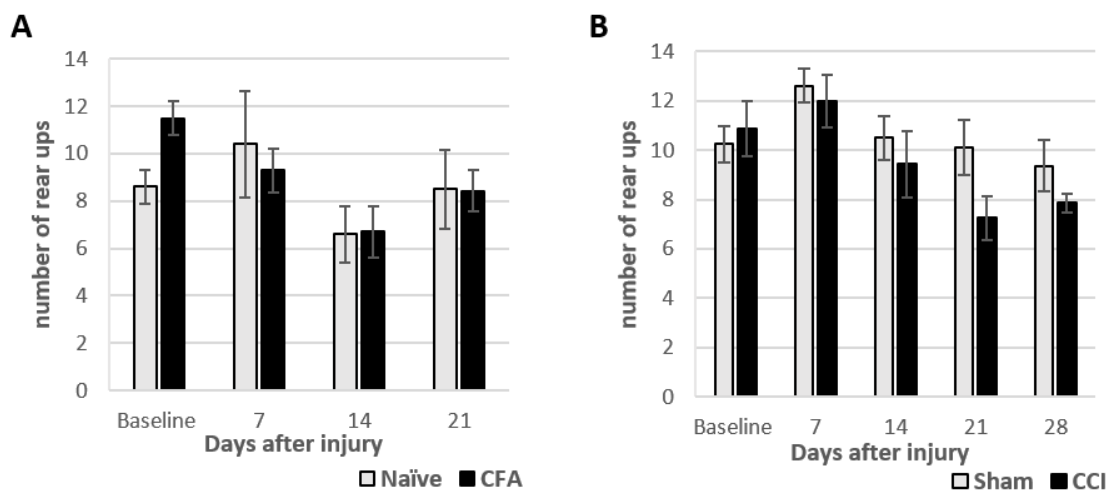 A
number of rear ups
14
12
10
8
6
4
2
0
Baseline 7 14 21
Days after injury
Naïve CFA
B
number of rear ups
14
12
10
8
6
4
2
0
Baseline 7 14 21 28
Days after injury
Sham CCI